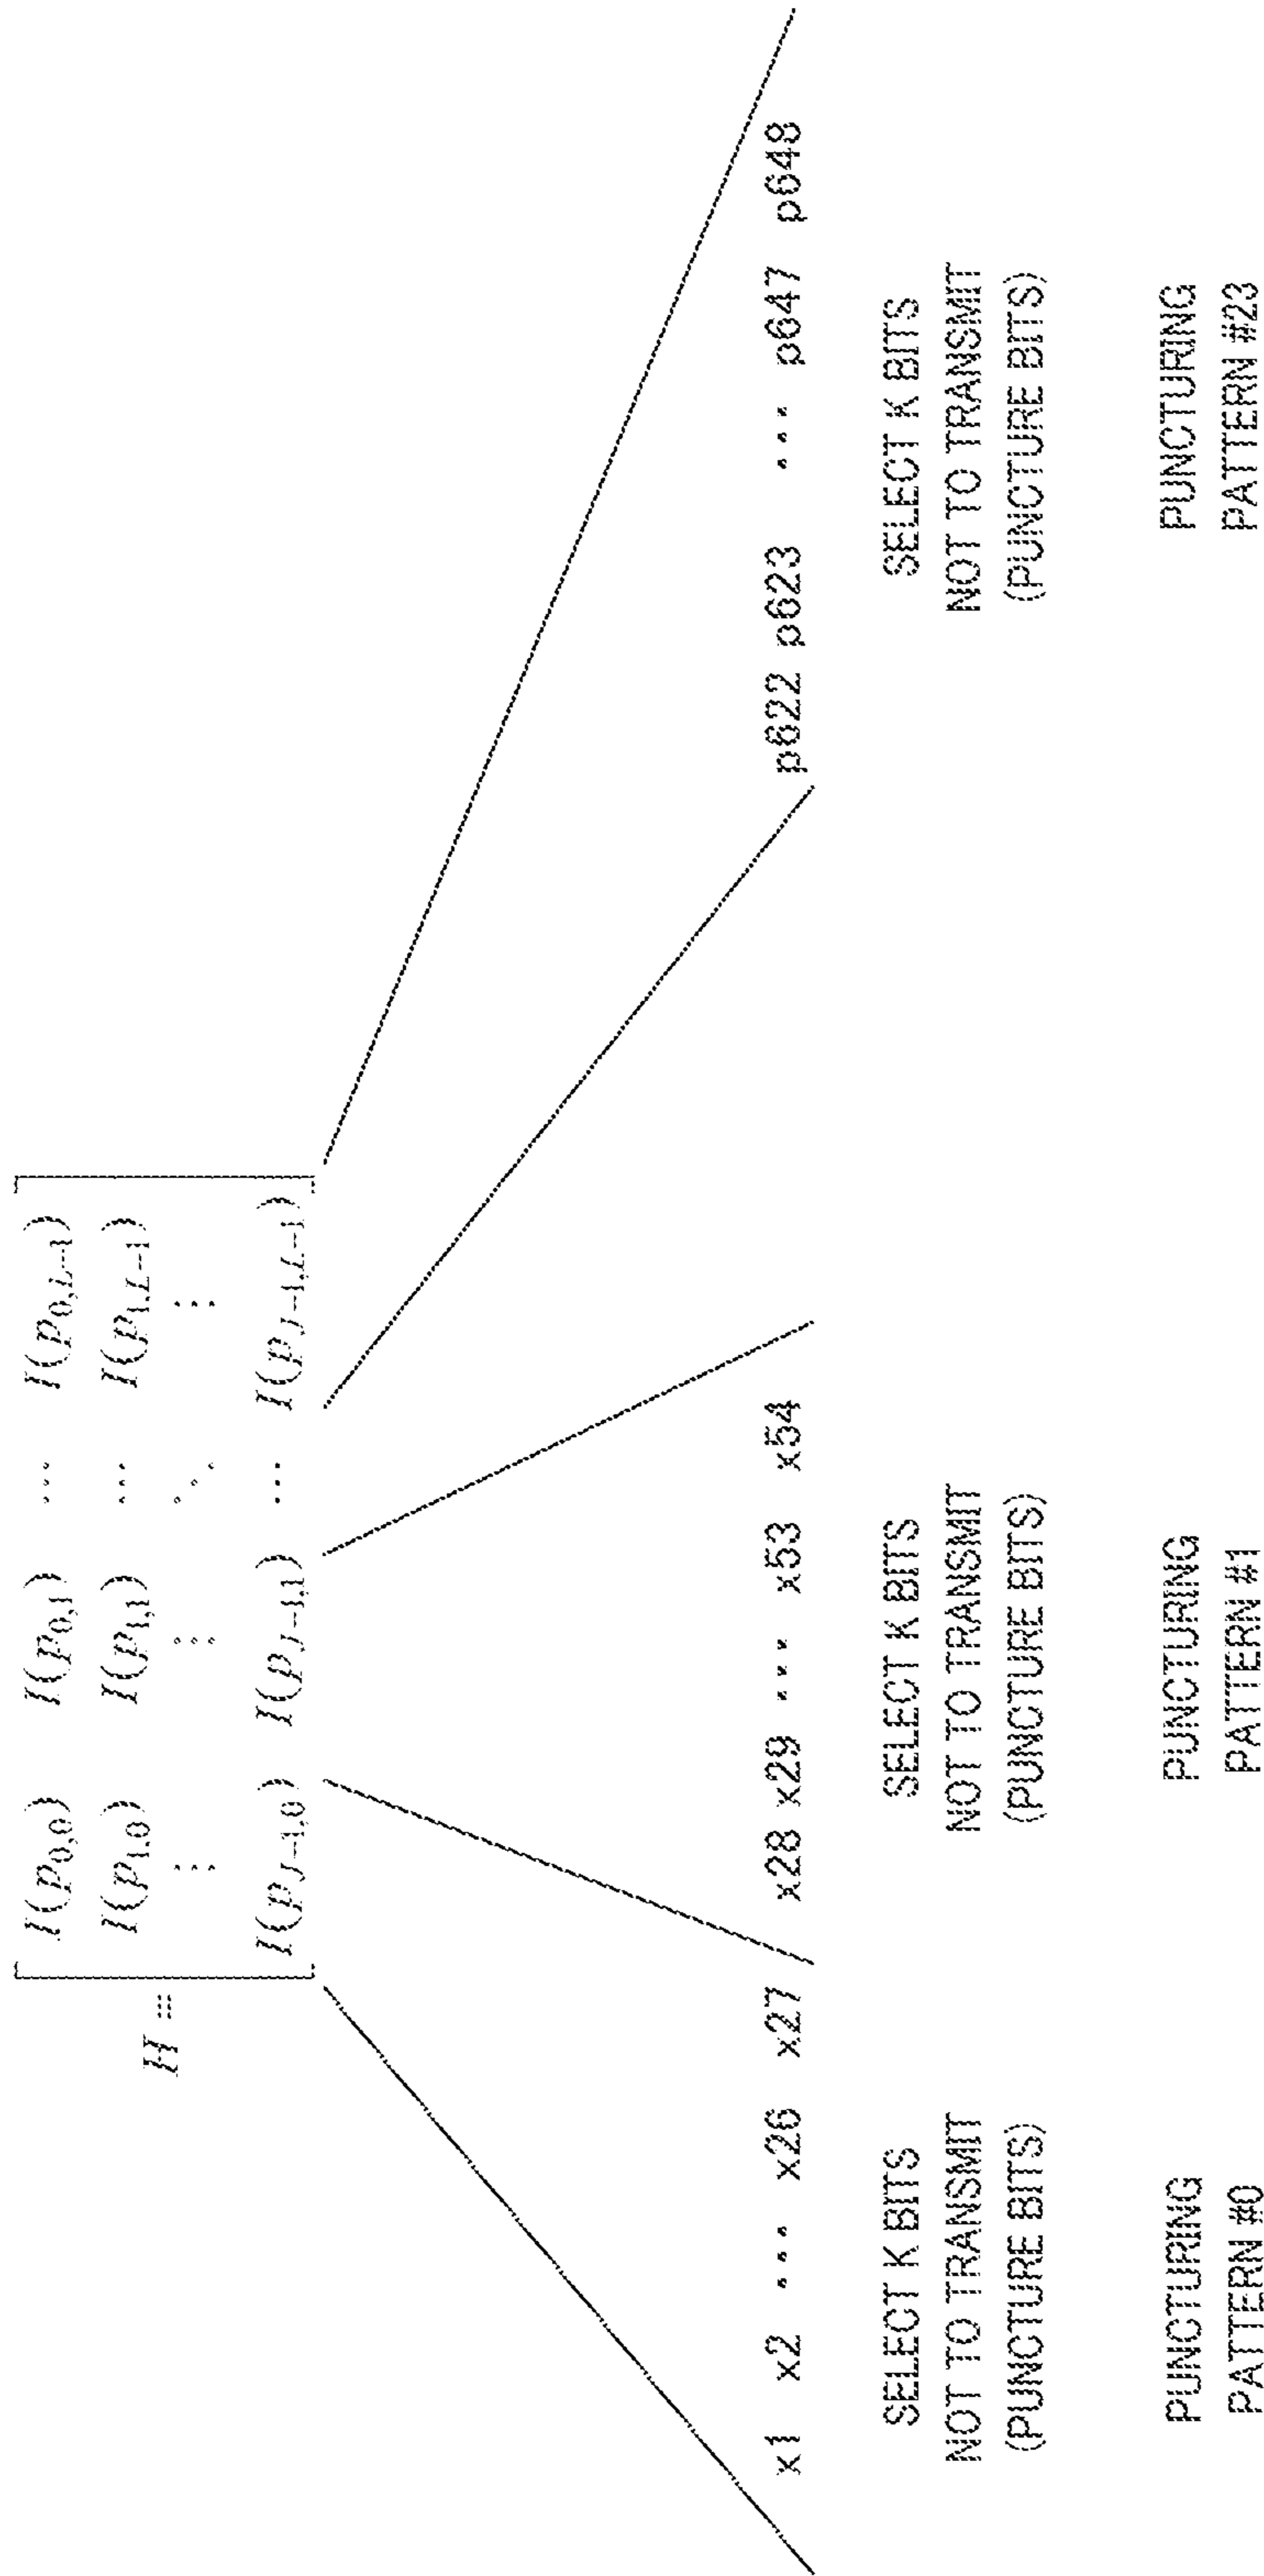 I(p0,0) I(p0,1) ... I(p0,L−1)
I(p1,0) I(p1,1) ... I(p1,L−1)
H = ⋮ ⋮ ⋱ ⋮
I(pJ−1,0) I(pJ−1,1) ... I(pJ−1,L−1)
x1 x2 ... x26 x27 x28 x29 ... x53 x54 p622 p623 ... p647 p648
SELECT K BITS
NOT TO TRANSMIT
(PUNCTURE BITS)
SELECT K BITS
NOT TO TRANSMIT
(PUNCTURE BITS)
SELECT K BITS
NOT TO TRANSMIT
(PUNCTURE BITS)
PUNCTURING
PATTERN #0
PUNCTURING
PATTERN #1
PUNCTURING
PATTERN #23